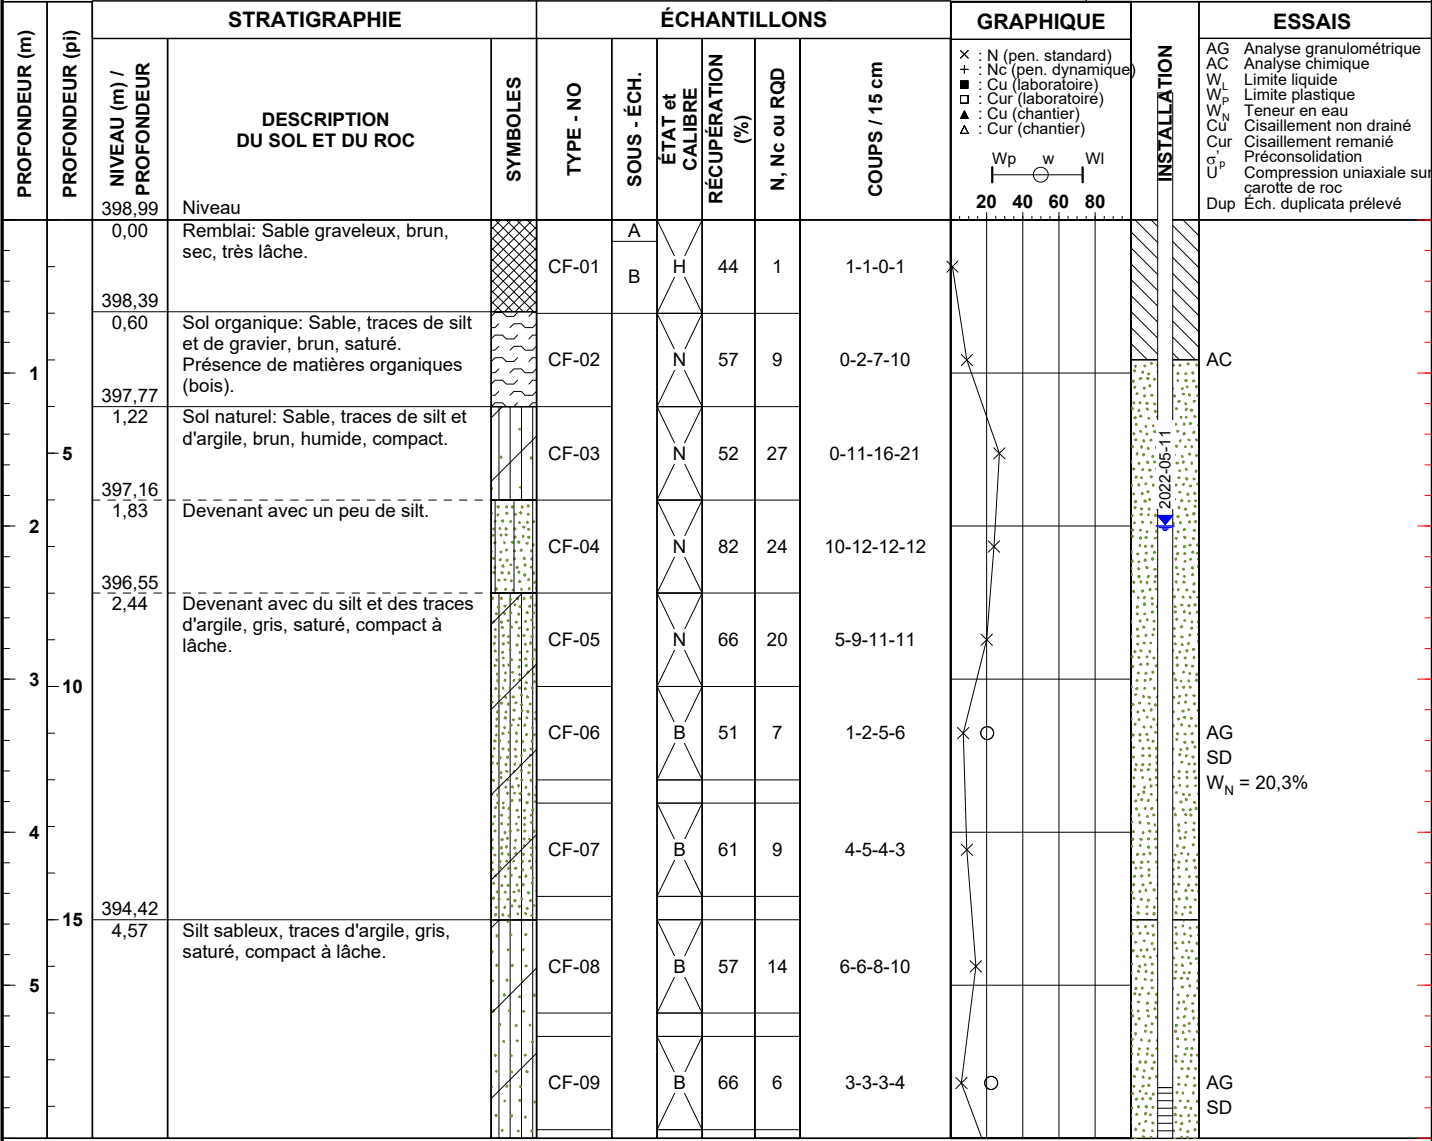 STRATIGRAPHIE
ÉCHANTILLONS
GRAPHIQUE
ESSAIS
PROFONDEUR (m)
PROFONDEUR (pi)
NIVEAU (m) /
PROFONDEUR
DESCRIPTION
DU SOL ET DU ROC
SYMBOLES
TYPE - NO
SOUS - ÉCH.
ÉTAT et
CALIBRE
RÉCUPÉRATION
(%)
N, Nc ou RQD
COUPS / 15 cm
× : N (pen. standard)
+ : Nc (pen. dynamique)
■ : Cu (laboratoire)
□ : Cur (laboratoire)
▲ : Cu (chantier)
△ : Cur (chantier)
Wp w Wl
20 40 60 80
INSTALLATION
AG Analyse granulométrique
AC Analyse chimique
W_L Limite liquide
W_P Limite plastique
W_N Teneur en eau
Cu Cisaillement non drainé
Cur Cisaillement remanié
σ'_p Préconsolidation
U Compression uniaxiale sur
carotte de roc
Dup Éch. duplicata prélevé
398,99 Niveau
0,00 Remblai: Sable graveleux, brun,
sec, très lâche.
A
B
CF-01 H 44 1 1-1-0-1
398,39
0,60 Sol organique: Sable, traces de silt
et de gravier, brun, saturé.
Présence de matières organiques
(bois).
CF-02 N 57 9 0-2-7-10 AC
1
397,77
1,22 Sol naturel: Sable, traces de silt et
d'argile, brun, humide, compact.
5
CF-03 N 52 27 0-11-16-21
2022-05-11
397,16
1,83 Devenant avec un peu de silt.
2
CF-04 N 82 24 10-12-12-12
396,55
2,44 Devenant avec du silt et des traces
d'argile, gris, saturé, compact à
lâche.
CF-05 N 66 20 5-9-11-11
3
10
CF-06 B 51 7 1-2-5-6 AG
SD
W_N = 20,3%
4
CF-07 B 61 9 4-5-4-3
394,42
15
4,57 Silt sableux, traces d'argile, gris,
saturé, compact à lâche.
CF-08 B 57 14 6-6-8-10
5
CF-09 B 66 6 3-3-3-4 AG
SD